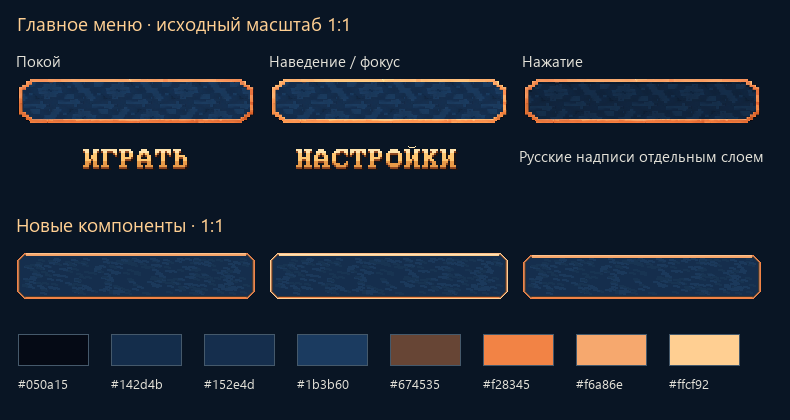 Главное меню · исходный масштаб 1:1
Покой
Наведение / фокус
Нажатие
ИГРАТЬ
НАСТРОЙКИ
Русские надписи отдельным слоем
Новые компоненты · 1:1
#050a15
#142d4b
#152e4d
#1b3b60
#674535
#f28345
#f6a86e
#ffcf92